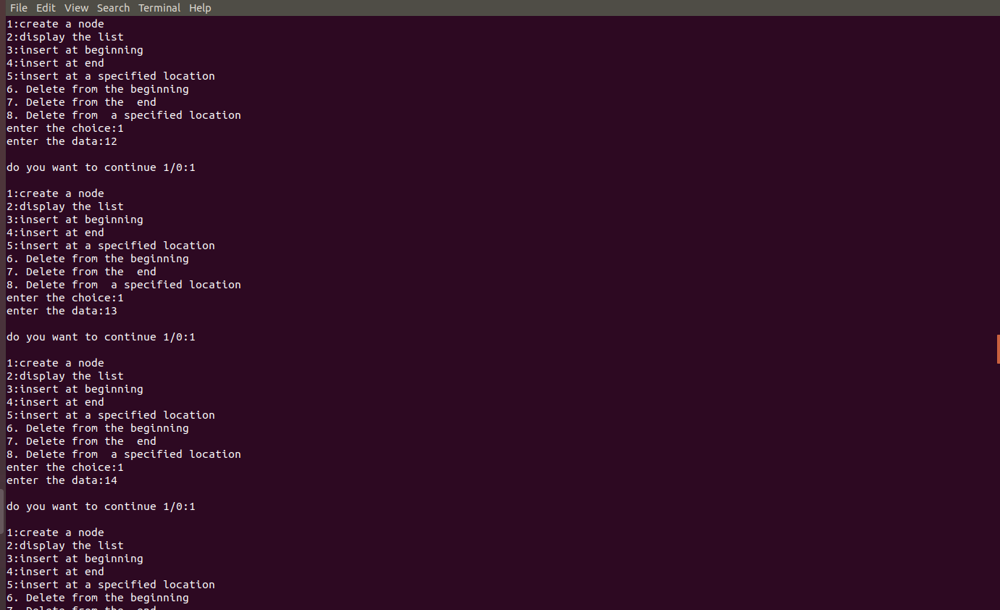 File Edit View Search Terminal Help
1:create a node
2:display the list
3:insert at beginning
4:insert at end
5:insert at a specified location
6. Delete from the beginning
7. Delete from the  end
8. Delete from  a specified location
enter the choice:1
enter the data:12
do you want to continue 1/0:1
1:create a node
2:display the list
3:insert at beginning
4:insert at end
5:insert at a specified location
6. Delete from the beginning
7. Delete from the  end
8. Delete from  a specified location
enter the choice:1
enter the data:13
do you want to continue 1/0:1
1:create a node
2:display the list
3:insert at beginning
4:insert at end
5:insert at a specified location
6. Delete from the beginning
7. Delete from the  end
8. Delete from  a specified location
enter the choice:1
enter the data:14
do you want to continue 1/0:1
1:create a node
2:display the list
3:insert at beginning
4:insert at end
5:insert at a specified location
6. Delete from the beginning
7. Delete from the  end